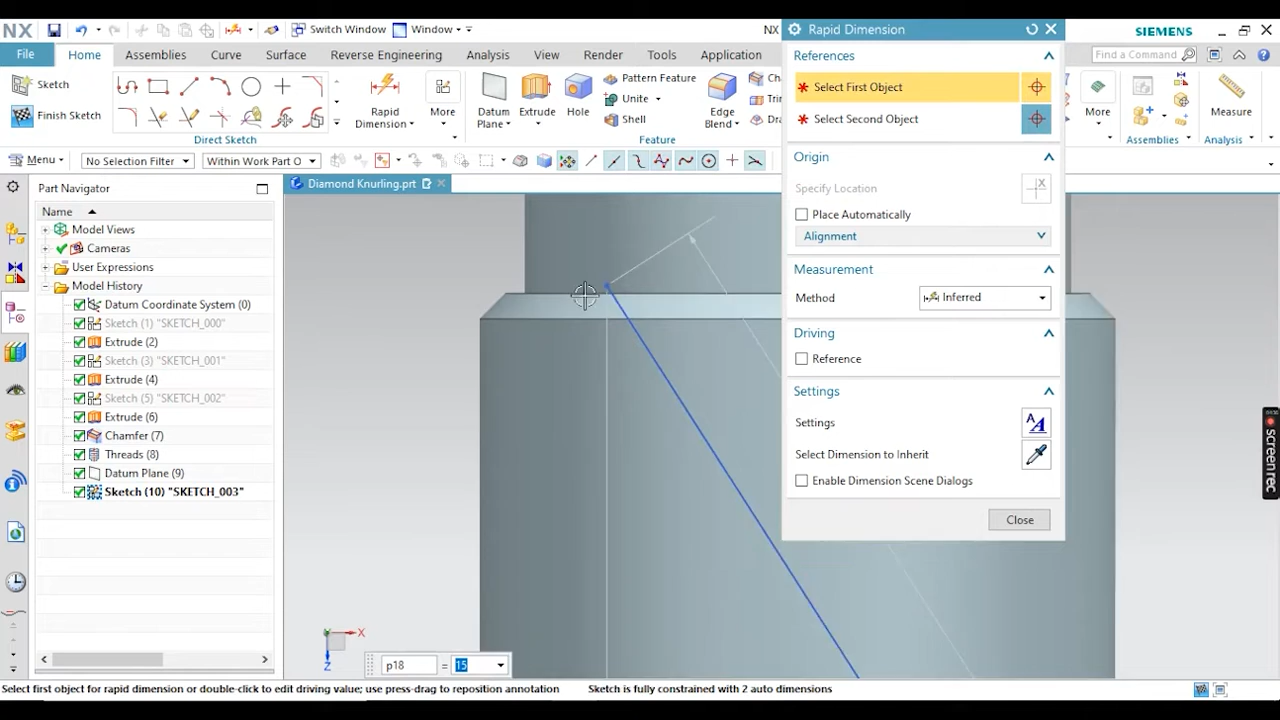 NX
Switch Window
Window
NX
SIEMENS
File
Home
Assemblies
Curve
Surface
Reverse Engineering
Analysis
View
Render
Tools
Application
Find a Command
Sketch
Finish Sketch
Rapid
Dimension
More
Direct Sketch
Datum
Plane
Extrude
Hole
Pattern Feature
Unite
Shell
Edge
Blend
Cha
Trin
Dra
Feature
More
Assemblies
Measure
Analysis
Menu
No Selection Filter
Within Work Part O
Part Navigator
Name
Model Views
Cameras
User Expressions
Model History
Datum Coordinate System (0)
Sketch (1) "SKETCH_000"
Extrude (2)
Sketch (3) "SKETCH_001"
Extrude (4)
Sketch (5) "SKETCH_002"
Extrude (6)
Chamfer (7)
Threads (8)
Datum Plane (9)
Sketch (10) "SKETCH_003"
Diamond Knurling.prt
Rapid Dimension
References
Select First Object
Select Second Object
Origin
Specify Location
Place Automatically
Alignment
Measurement
Method
Inferred
Driving
Reference
Settings
Settings
Select Dimension to Inherit
Enable Dimension Scene Dialogs
Close
screenrec
X
Z
p18 = 15
Select first object for rapid dimension or double-click to edit driving value; use press-drag to reposition annotation
Sketch is fully constrained with 2 auto dimensions